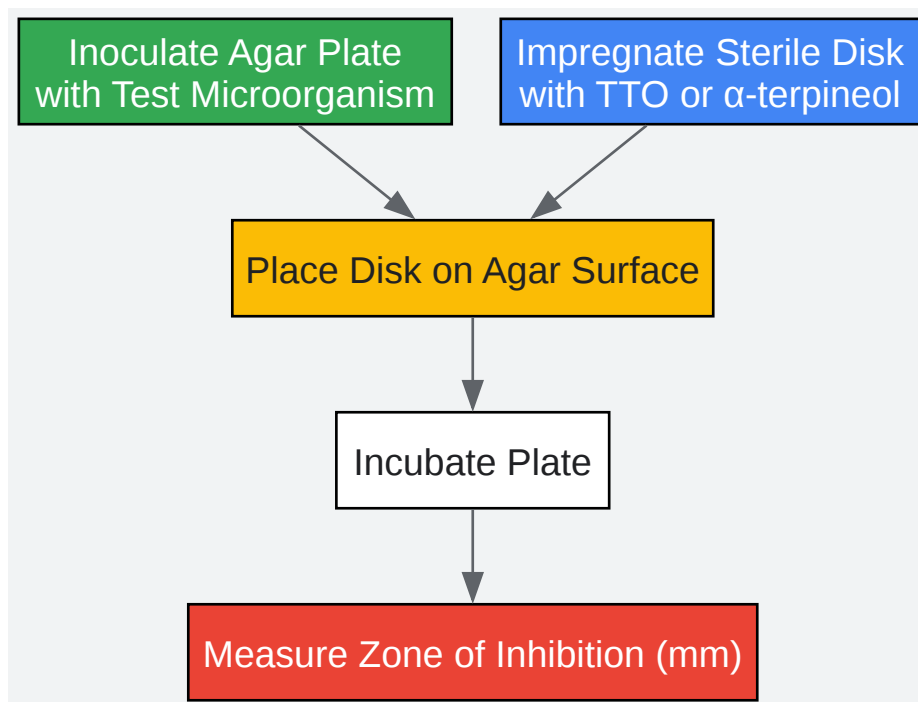 Inoculate Agar Plate
with Test Microorganism
Impregnate Sterile Disk
with TTO or α-terpineol
Place Disk on Agar Surface
Incubate Plate
Measure Zone of Inhibition (mm)